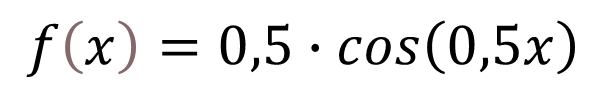 f(x) = 0,5 · cos(0,5x)